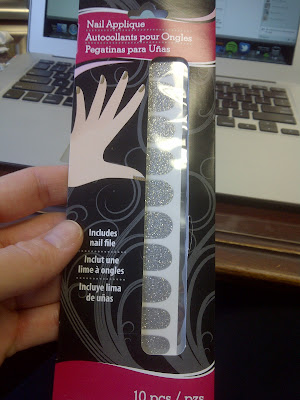 Nail Applique
Autocollants pour Ongles
Pegatinas para Uñas
Includes
nail file
Inclut une
lime à ongles
Incluye lima
de uñas
10 pcs / pzs